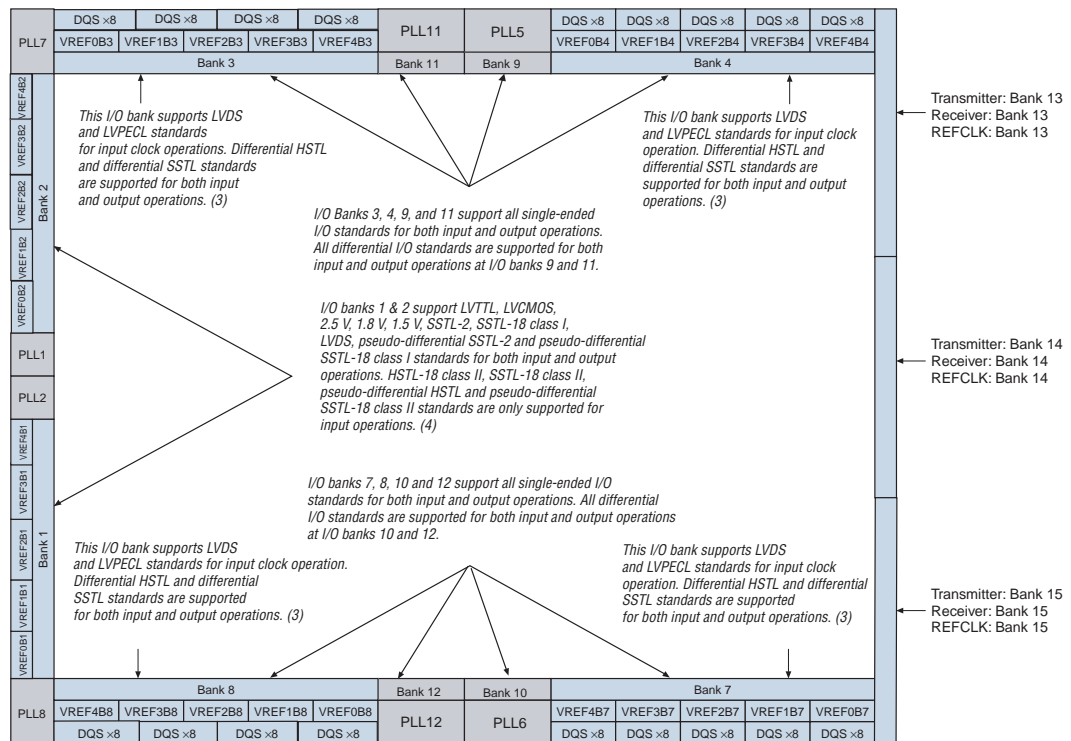 DQS ×8 DQS ×8 DQS ×8 DQS ×8
PLL7
VREF0B3 VREF1B3 VREF2B3 VREF3B3 VREF4B3
PLL11 PLL5
DQS ×8 DQS ×8 DQS ×8 DQS ×8 DQS ×8
VREF0B4 VREF1B4 VREF2B4 VREF3B4 VREF4B4
Bank 3 Bank 11 Bank 9 Bank 4
VREF4B2
VREF3B2
VREF2B2
VREF1B2
VREF0B2
Bank 2
This I/O bank supports LVDS
and LVPECL standards
for input clock operations. Differential HSTL
and differential SSTL standards
are supported for both input
and output operations. (3)
This I/O bank supports LVDS
and LVPECL standards for input clock
operation. Differential HSTL and
differential SSTL standards are
supported for both input and output
operations. (3)
Transmitter: Bank 13
Receiver: Bank 13
REFCLK: Bank 13
I/O Banks 3, 4, 9, and 11 support all single-ended
I/O standards for both input and output operations.
All differential I/O standards are supported for both
input and output operations at I/O banks 9 and 11.
I/O banks 1 & 2 support LVTTL, LVCMOS,
2.5 V, 1.8 V, 1.5 V, SSTL-2, SSTL-18 class I,
LVDS, pseudo-differential SSTL-2 and pseudo-differential
SSTL-18 class I standards for both input and output
operations. HSTL-18 class II, SSTL-18 class II,
pseudo-differential HSTL and pseudo-differential
SSTL-18 class II standards are only supported for
input operations. (4)
PLL1
PLL2
Transmitter: Bank 14
Receiver: Bank 14
REFCLK: Bank 14
VREF4B1
VREF3B1
VREF2B1
VREF1B1
VREF0B1
Bank 1
I/O banks 7, 8, 10 and 12 support all single-ended I/O
standards for both input and output operations. All differential
I/O standards are supported for both input and output operations
at I/O banks 10 and 12.
This I/O bank supports LVDS
and LVPECL standards for input clock operation.
Differential HSTL and differential
SSTL standards are supported
for both input and output operations. (3)
This I/O bank supports LVDS
and LVPECL standards for input clock
operation. Differential HSTL and differential
SSTL standards are supported
for both input and output operations. (3)
Transmitter: Bank 15
Receiver: Bank 15
REFCLK: Bank 15
Bank 8 Bank 12 Bank 10 Bank 7
PLL8
VREF4B8 VREF3B8 VREF2B8 VREF1B8 VREF0B8
PLL12 PLL6
VREF4B7 VREF3B7 VREF2B7 VREF1B7 VREF0B7
DQS ×8 DQS ×8 DQS ×8 DQS ×8
DQS ×8 DQS ×8 DQS ×8 DQS ×8 DQS ×8